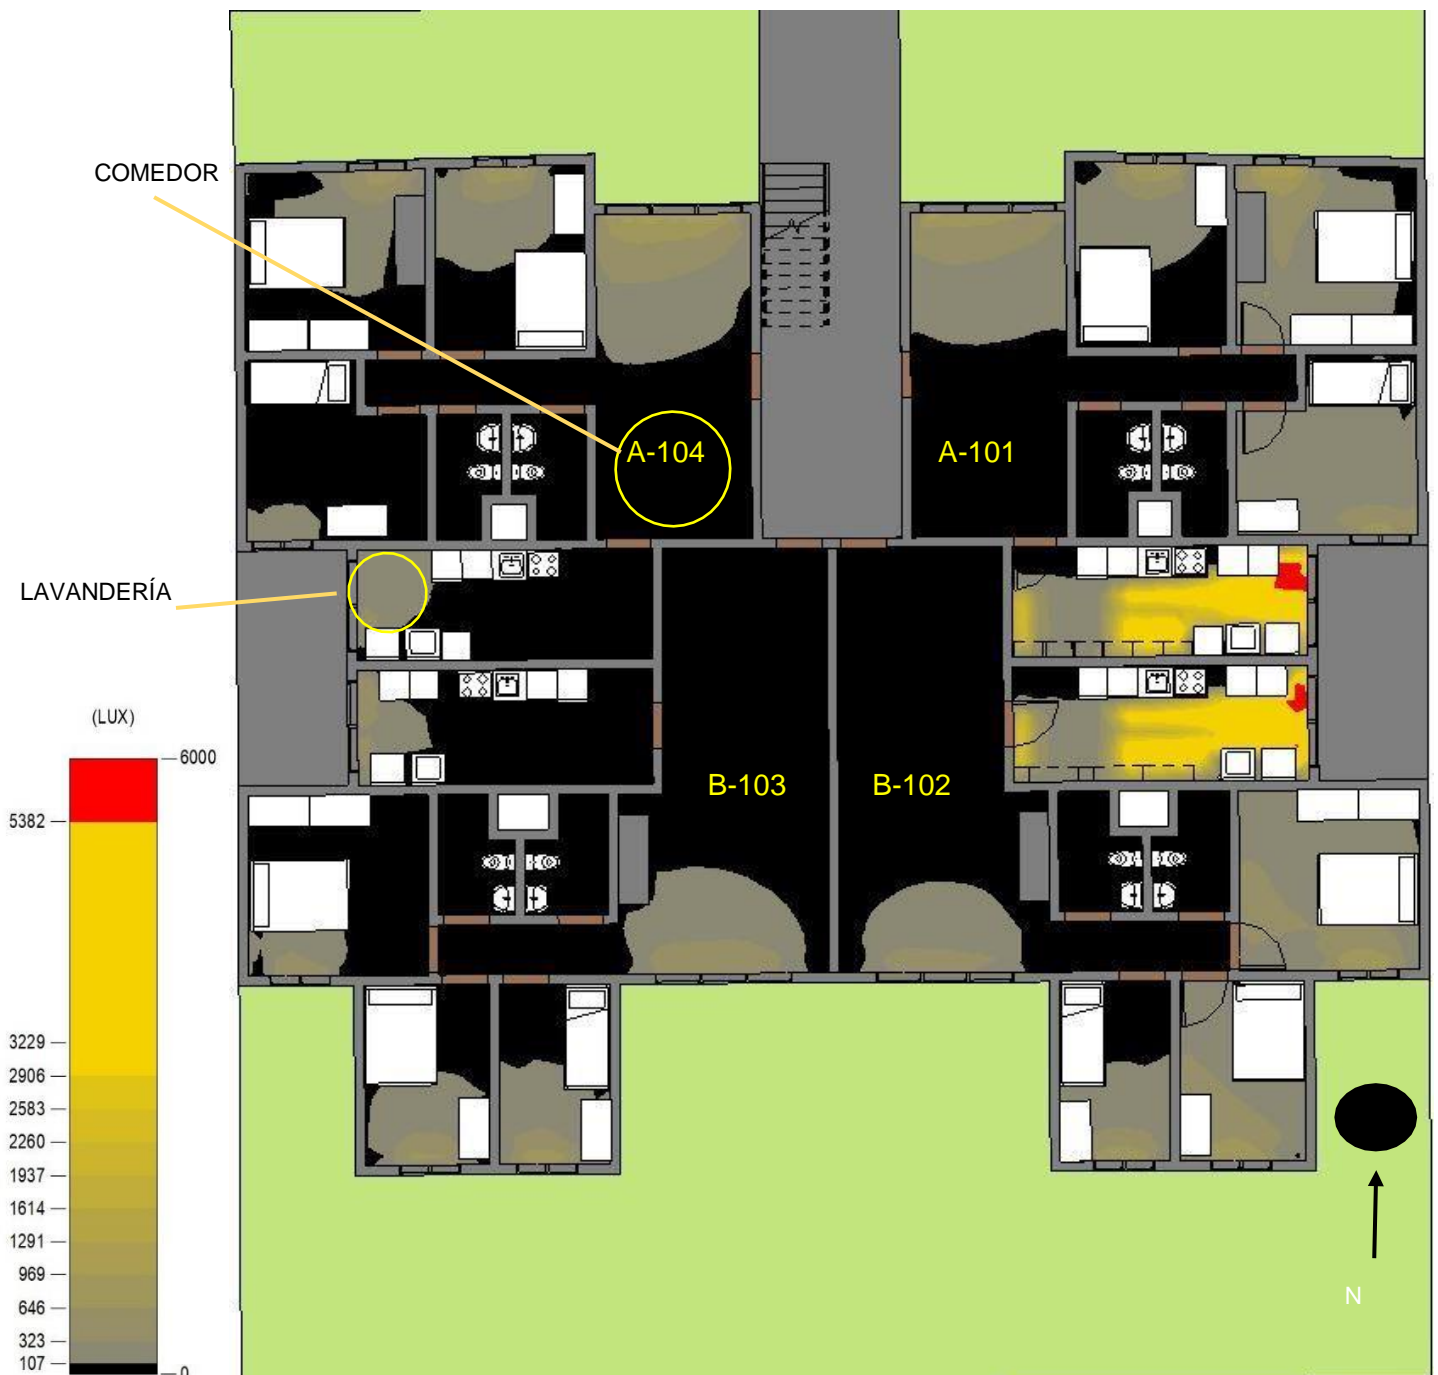 COMEDOR
A-104
A-101
LAVANDERÍA
(LUX)
6000
5382
B-103
B-102
3229
2906
2583
2260
1937
1614
1291
969
646
323
107
0
N